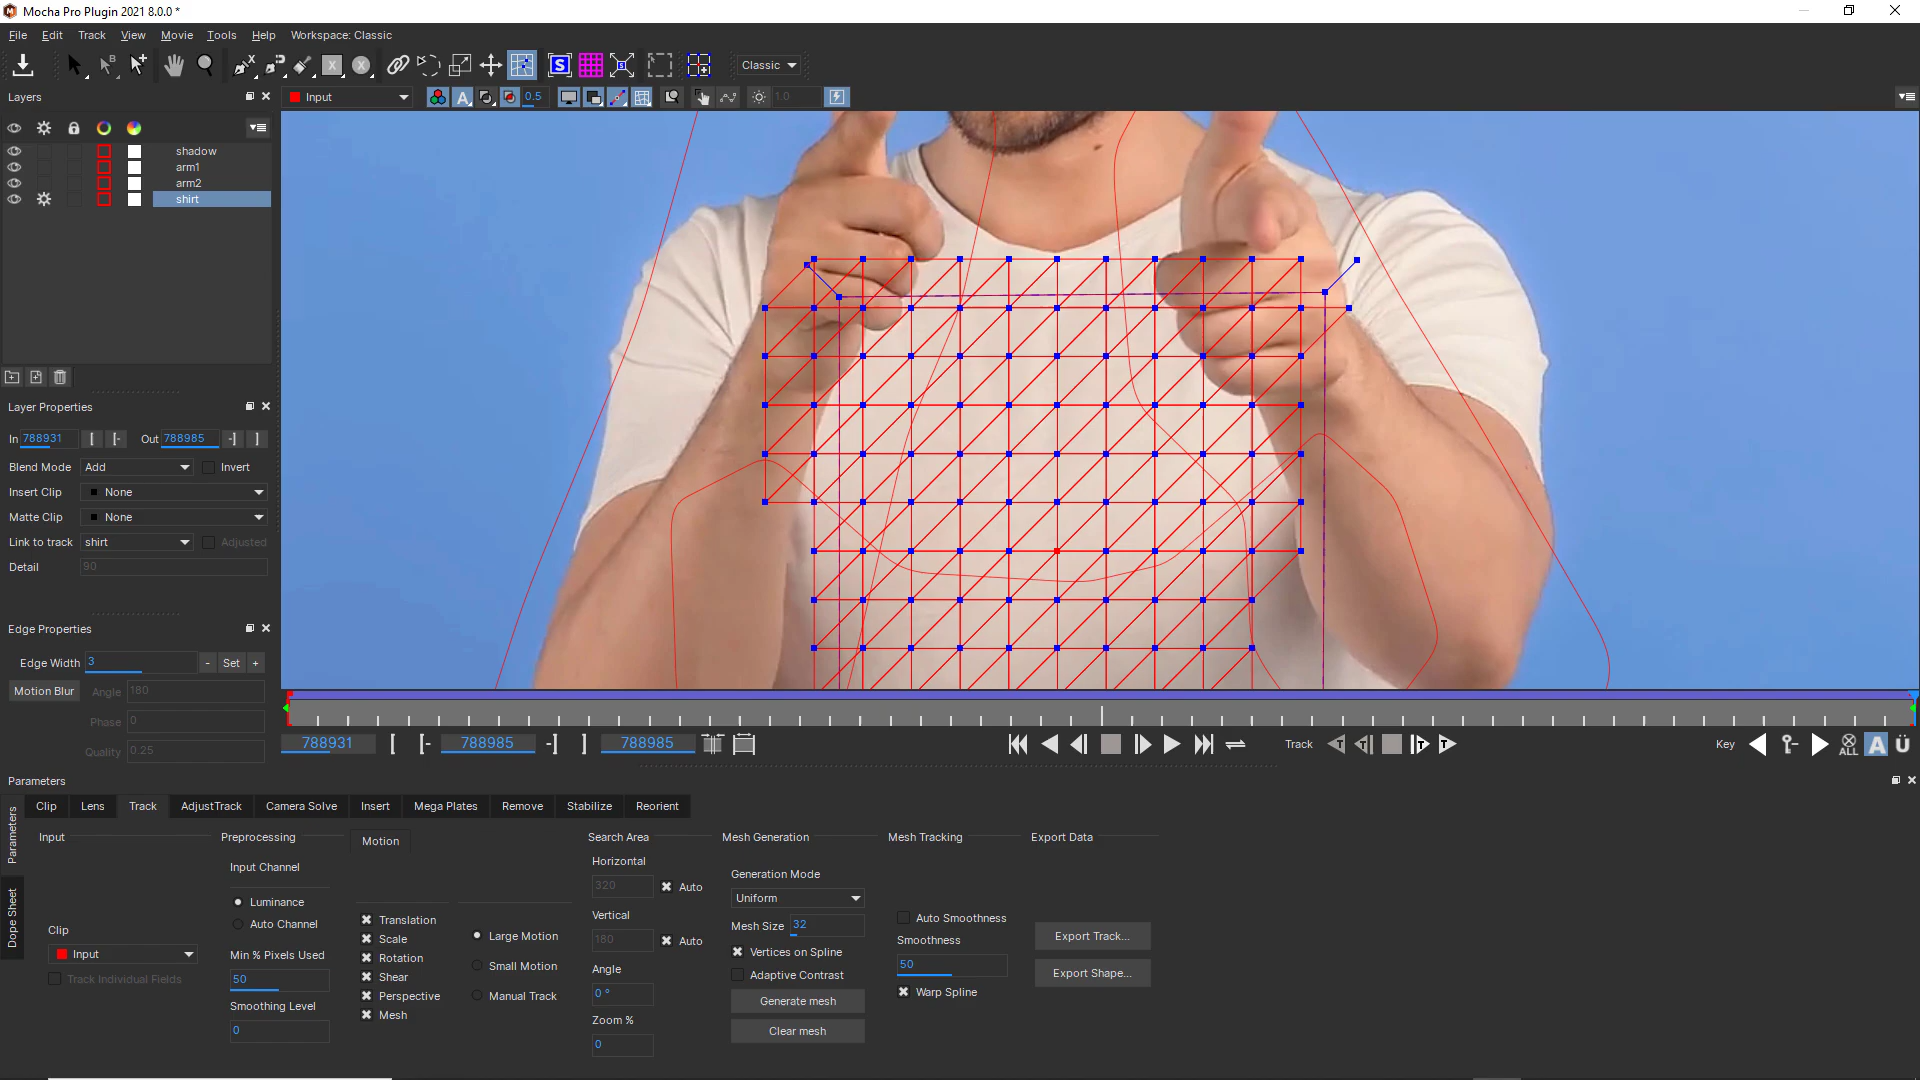 Mocha Pro Plugin 2021 8.0.0 *
File Edit Track View Movie Tools Help Workspace: Classic
B X X Classic
Layers
Input A 0.5 1.0
shadow
arm1
arm2
shirt
Layer Properties
In 788931 [ [- Out 788985 -] ]
Blend Mode Add Invert
Insert Clip None
Matte Clip None
Link to track shirt Adjusted
Detail 90
Edge Properties
Edge Width 3 - Set +
Motion Blur Angle 180
Phase 0
Quality 0.25
788931 [ [- 788985 -] ] 788985 Track T T T T Key ALL A Ü
Parameters
Parameters
Dope Sheet
Clip Lens Track AdjustTrack Camera Solve Insert Mega Plates Remove Stabilize Reorient
Input
Clip
Input
Track Individual Fields
Preprocessing
Input Channel
Luminance
Auto Channel
Min % Pixels Used
50
Smoothing Level
0
Motion
Translation
Scale
Rotation
Shear
Perspective
Mesh
Large Motion
Small Motion
Manual Track
Search Area
Horizontal
320 Auto
Vertical
180 Auto
Angle
0 °
Zoom %
0
Mesh Generation
Generation Mode
Uniform
Mesh Size 32
Vertices on Spline
Adaptive Contrast
Generate mesh
Clear mesh
Mesh Tracking
Auto Smoothness
Smoothness
50
Warp Spline
Export Data
Export Track...
Export Shape...